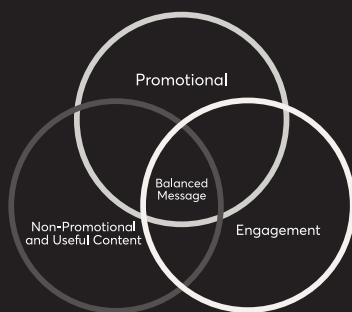 Promotional
Balanced
Message
Non-Promotional
and Useful Content
Engagement